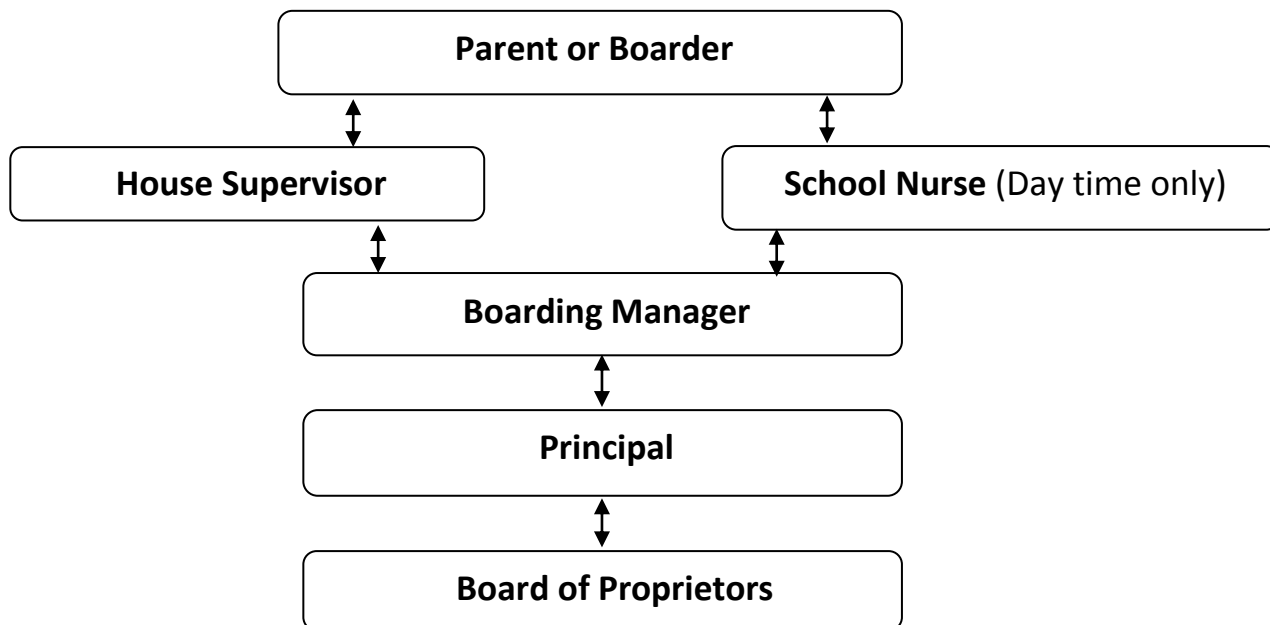 Parent or Boarder
House Supervisor
School Nurse (Day time only)
Boarding Manager
Principal
Board of Proprietors